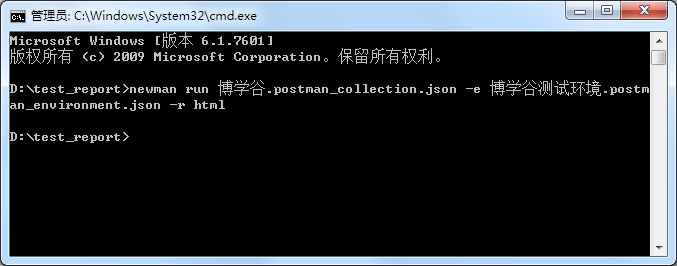 管理员: C:\Windows\System32\cmd.exe
Microsoft Windows [版本 6.1.7601]
版权所有 (c) 2009 Microsoft Corporation。保留所有权利。
D:\test_report>newman run 博学谷.postman_collection.json -e 博学谷测试环境.postm
an_environment.json -r html
D:\test_report>